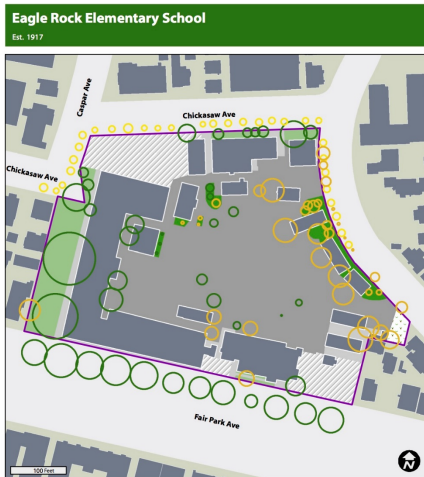 Eagle Rock Elementary School
Est. 1917
Chickasaw Ave
Caspar Ave
Chickasaw Ave
Fair Park Ave
100 Feet
N